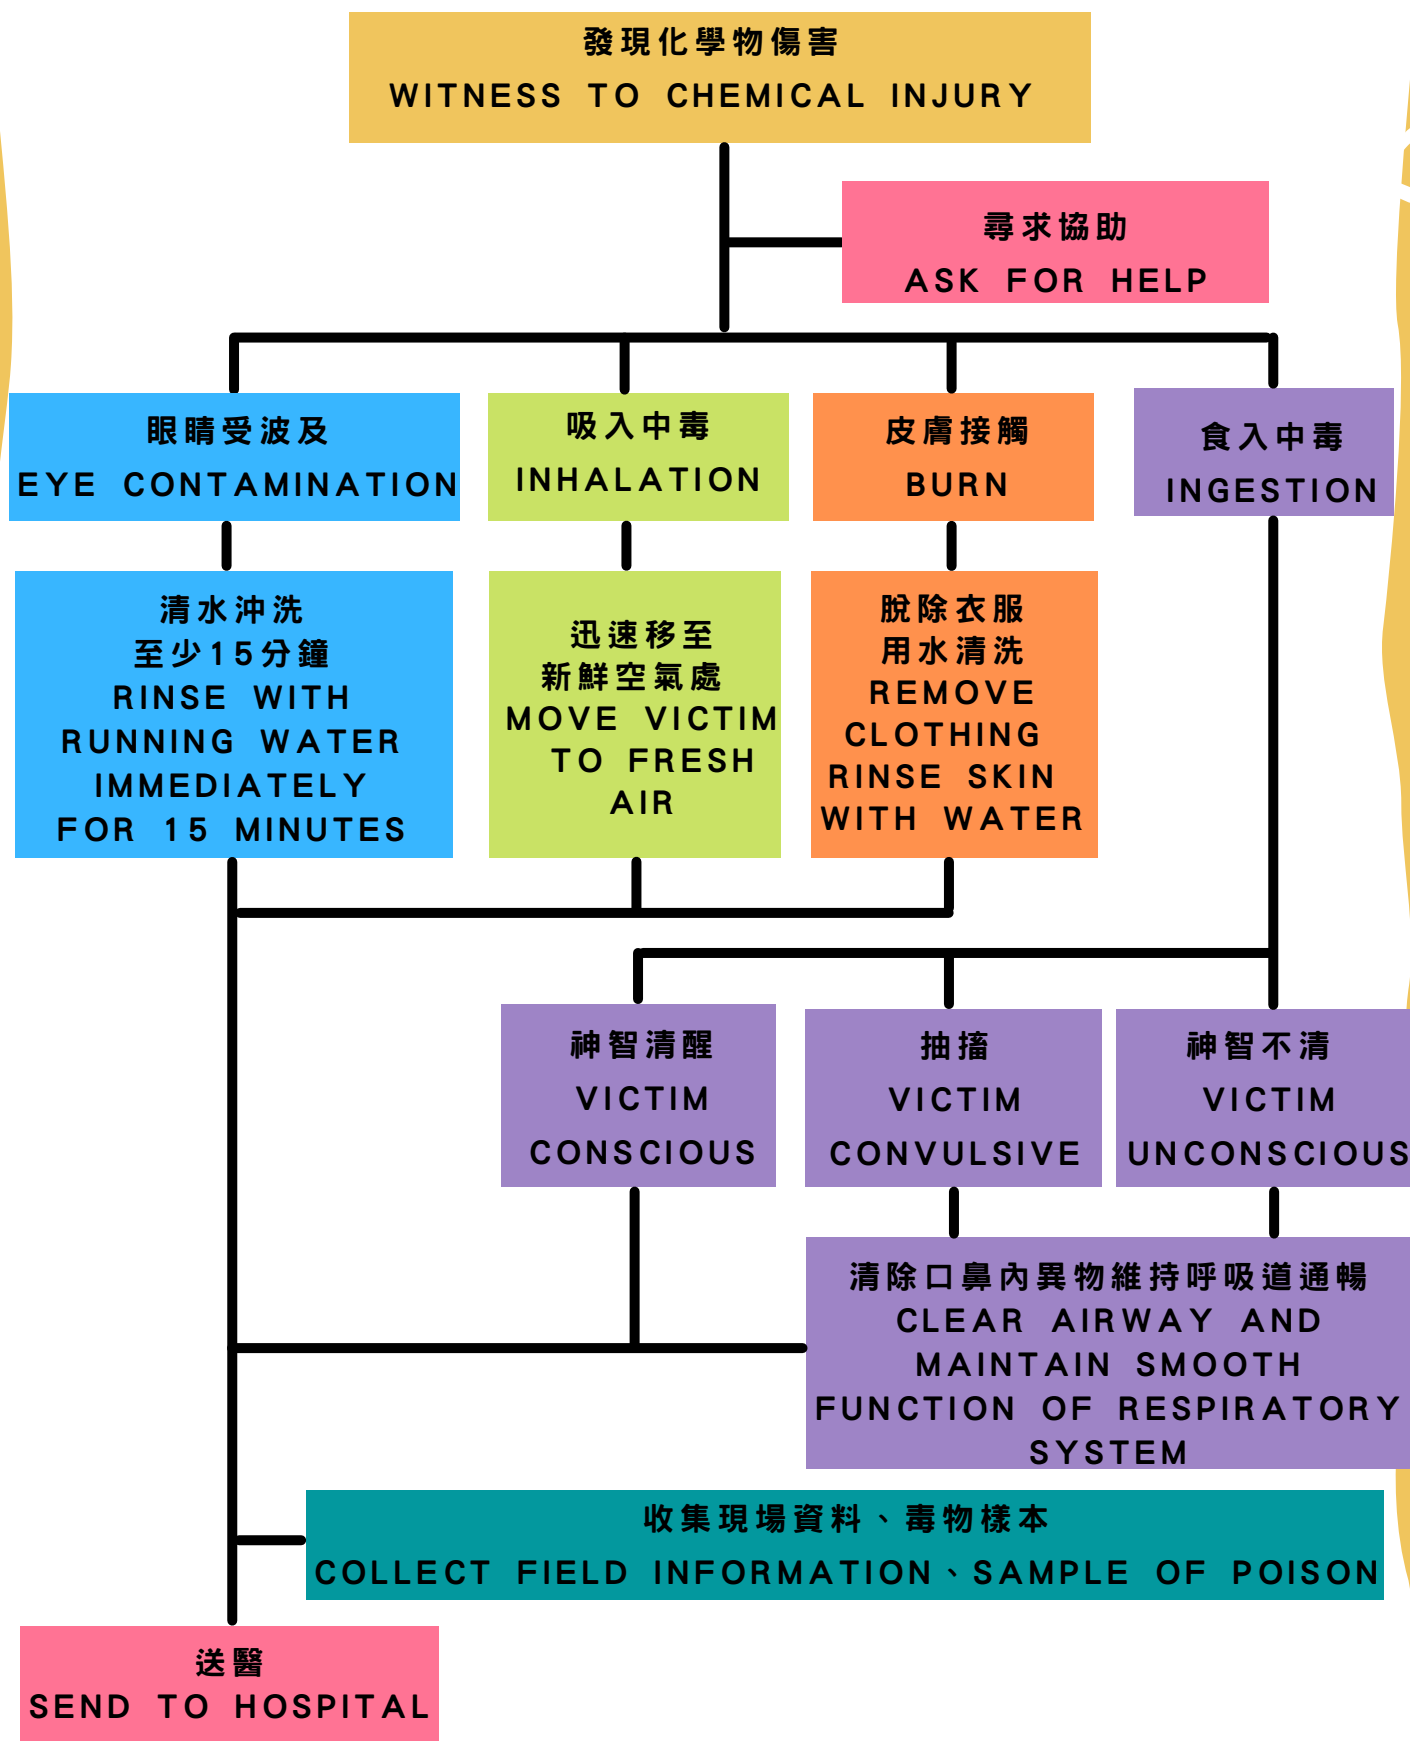 發現化學物傷害
WITNESS TO CHEMICAL INJURY
尋求協助
ASK FOR HELP
眼睛受波及
EYE CONTAMINATION
吸入中毒
INHALATION
皮膚接觸
BURN
食入中毒
INGESTION
清水沖洗
至少15分鐘
RINSE WITH
RUNNING WATER
IMMEDIATELY
FOR 15 MINUTES
迅速移至
新鮮空氣處
MOVE VICTIM
TO FRESH
AIR
脫除衣服
用水清洗
REMOVE
CLOTHING
RINSE SKIN
WITH WATER
神智清醒
VICTIM
CONSCIOUS
抽搐
VICTIM
CONVULSIVE
神智不清
VICTIM
UNCONSCIOUS
清除口鼻內異物維持呼吸道通暢
CLEAR AIRWAY AND
MAINTAIN SMOOTH
FUNCTION OF RESPIRATORY
SYSTEM
收集現場資料、毒物樣本
COLLECT FIELD INFORMATION、SAMPLE OF POISON
送醫
SEND TO HOSPITAL